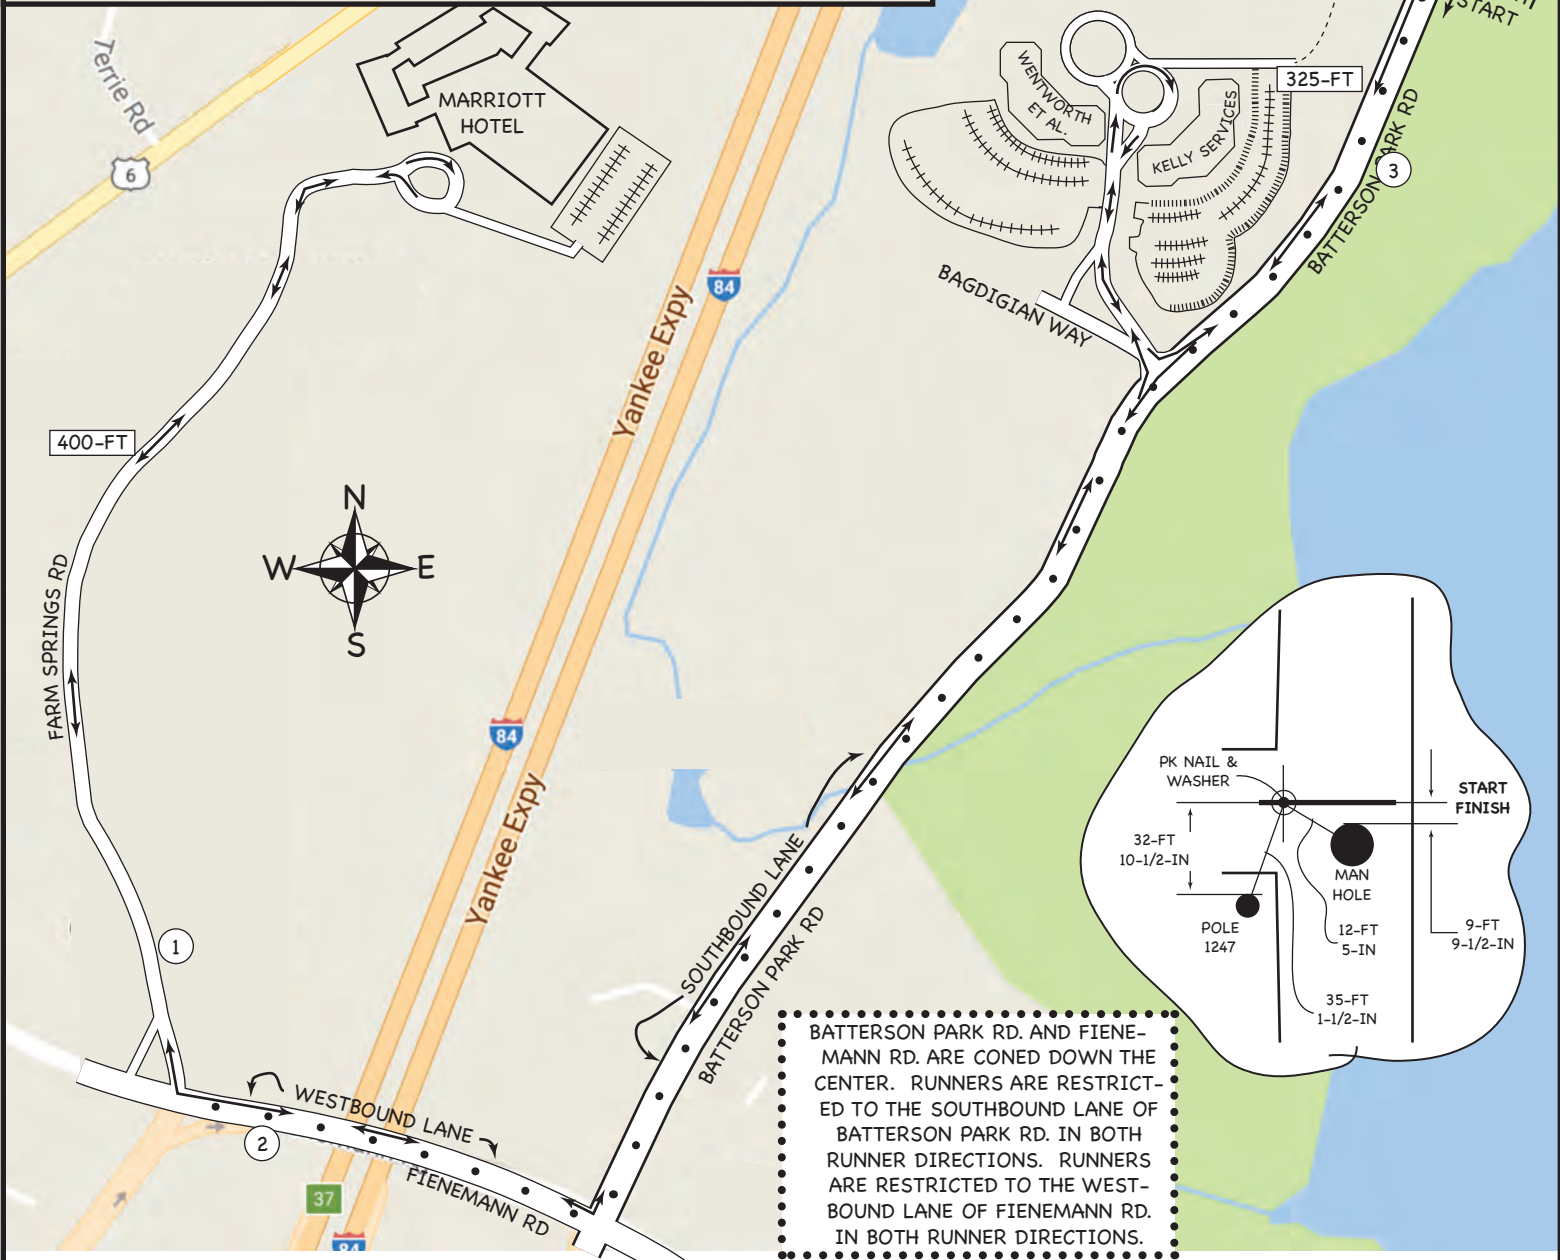 START
Terrie Rd
6
MARRIOTT
HOTEL
WENTWORTH
ET AL.
KELLY SERVICES
325-FT
BATTERSON PARK RD
3
BAGDIGIAN WAY
84
Yankee Expy
400-FT
N
W E
S
FARM SPRINGS RD
84
Yankee Expy
1
SOUTHBOUND LANE
BATTERSON PARK RD
WESTBOUND LANE
2
FIENEMANN RD
37
84
PK NAIL &
WASHER
START
FINISH
32-FT
10-1/2-IN
MAN
HOLE
POLE
1247
12-FT
5-IN
9-FT
9-1/2-IN
35-FT
1-1/2-IN
BATTERSON PARK RD. AND FIENE-
MANN RD. ARE CONED DOWN THE
CENTER. RUNNERS ARE RESTRICT-
ED TO THE SOUTHBOUND LANE OF
BATTERSON PARK RD. IN BOTH
RUNNER DIRECTIONS. RUNNERS
ARE RESTRICTED TO THE WEST-
BOUND LANE OF FIENEMANN RD.
IN BOTH RUNNER DIRECTIONS.